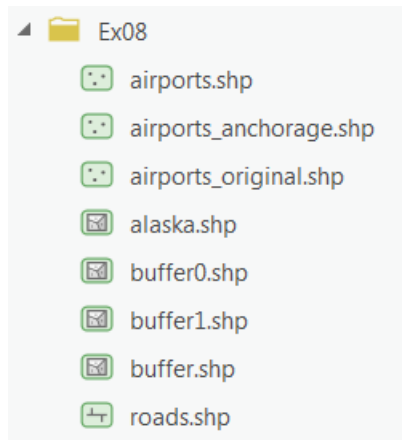 Ex08
airports.shp
airports_anchorage.shp
airports_original.shp
alaska.shp
buffer0.shp
buffer1.shp
buffer.shp
roads.shp